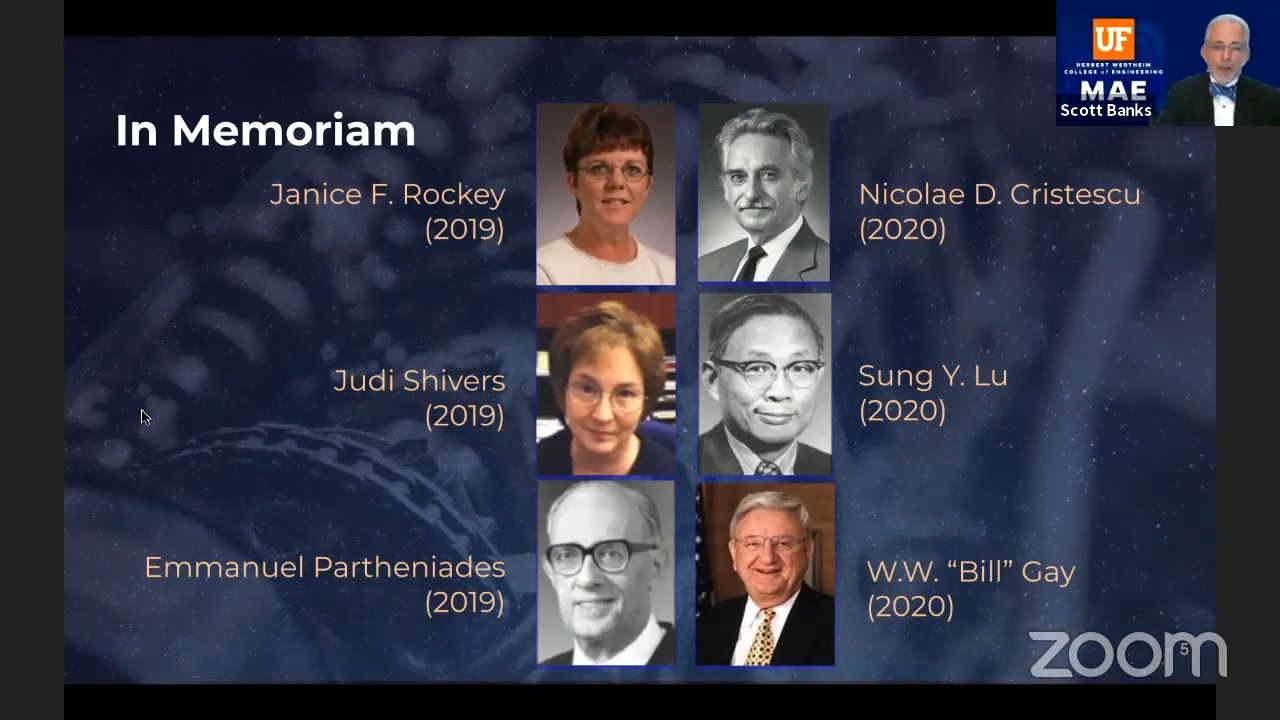 In Memoriam
Janice F. Rockey
(2019)
Nicolae D. Cristescu
(2020)
Judi Shivers
(2019)
Sung Y. Lu
(2020)
Emmanuel Partheniades
(2019)
W.W. “Bill” Gay
(2020)
UF
HERBERT WERTHEIM
COLLEGE of ENGINEERING
MAE
Scott Banks
zoom
5